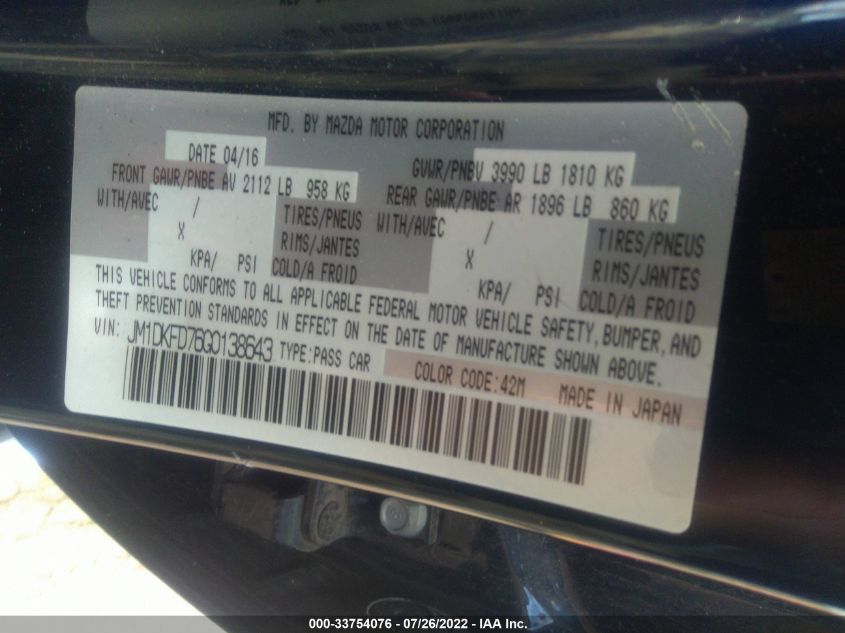 MFD. BY MAZDA MOTOR CORPORATION
DATE 04/16 GVWR/PNBV 3990 LB 1810 KG
FRONT GAWR/PNBE AV 2112 LB 958 KG REAR GAWR/PNBE AR 1896 LB 860 KG
WITH/AVEC / TIRES/PNEUS WITH/AVEC / TIRES/PNEUS
X RIMS/JANTES X RIMS/JANTES
KPA/ PSI COLD/A FROID KPA/ PSI COLD/A FROID
THIS VEHICLE CONFORMS TO ALL APPLICABLE FEDERAL MOTOR VEHICLE SAFETY, BUMPER, AND
THEFT PREVENTION STANDARDS IN EFFECT ON THE DATE OF MANUFACTURE SHOWN ABOVE.
VIN: JM1DKFD76G0138643 TYPE:PASS CAR
COLOR CODE:42M MADE IN JAPAN
000-33754076 - 07/26/2022 - IAA Inc.